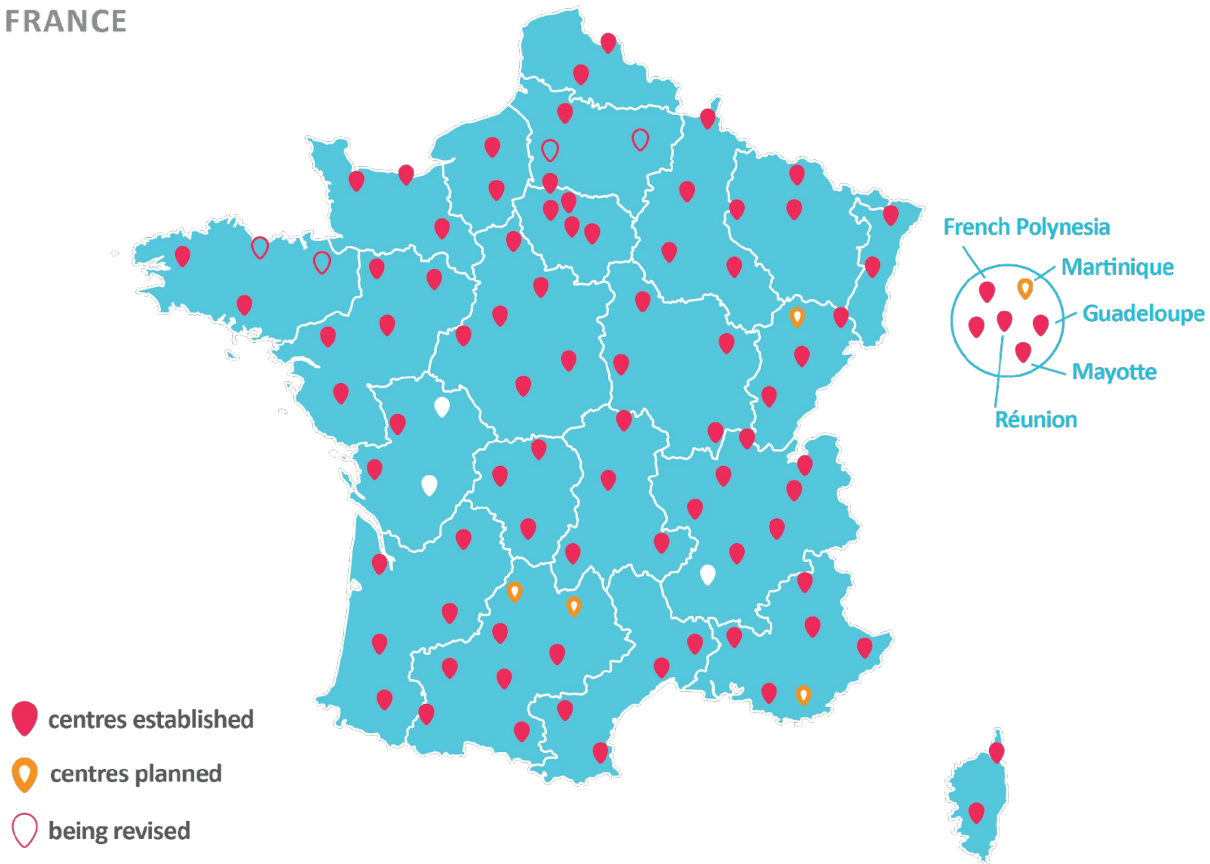 FRANCE
French Polynesia
Martinique
Guadeloupe
Mayotte
Réunion
centres established
centres planned
being revised